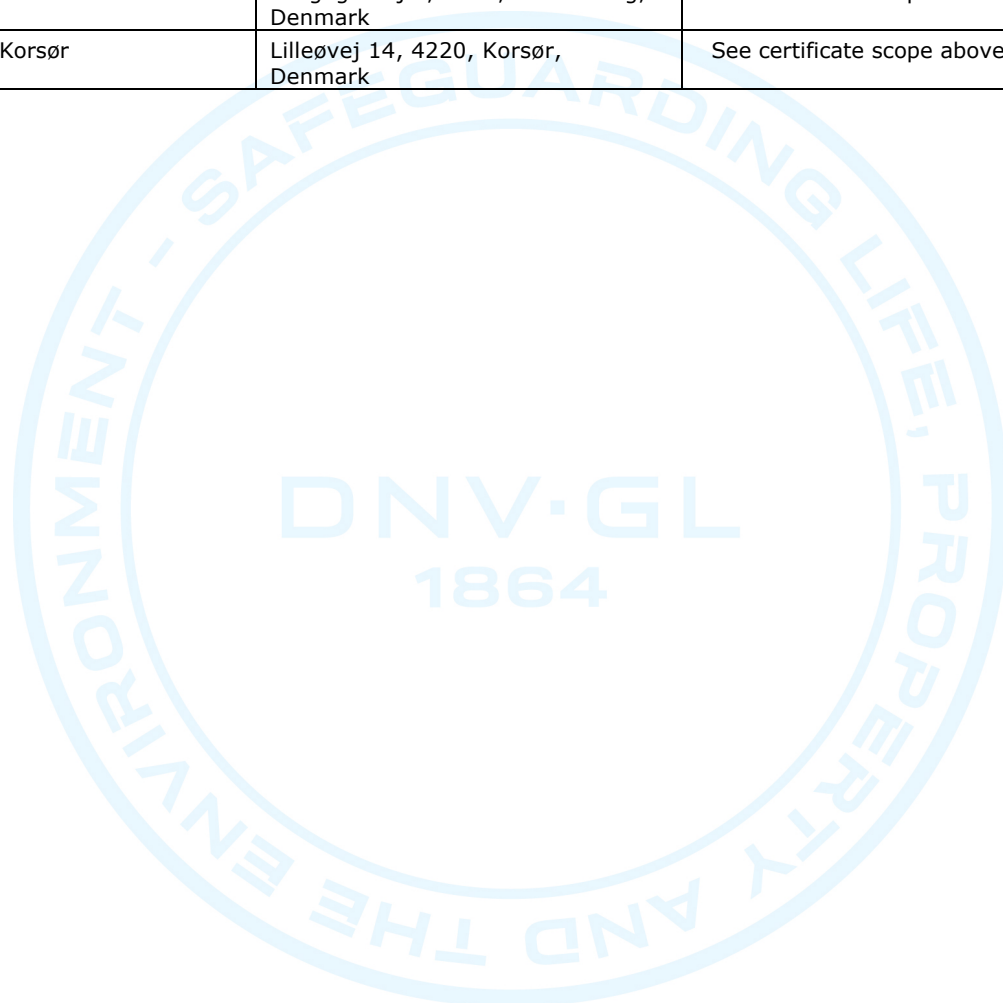 Denmark
Korsør Lilleøvej 14, 4220, Korsør, See certificate scope above
Denmark
SAFEGUARDING LIFE, PROPERTY AND THE ENVIRONMENT
DNV·GL
1864